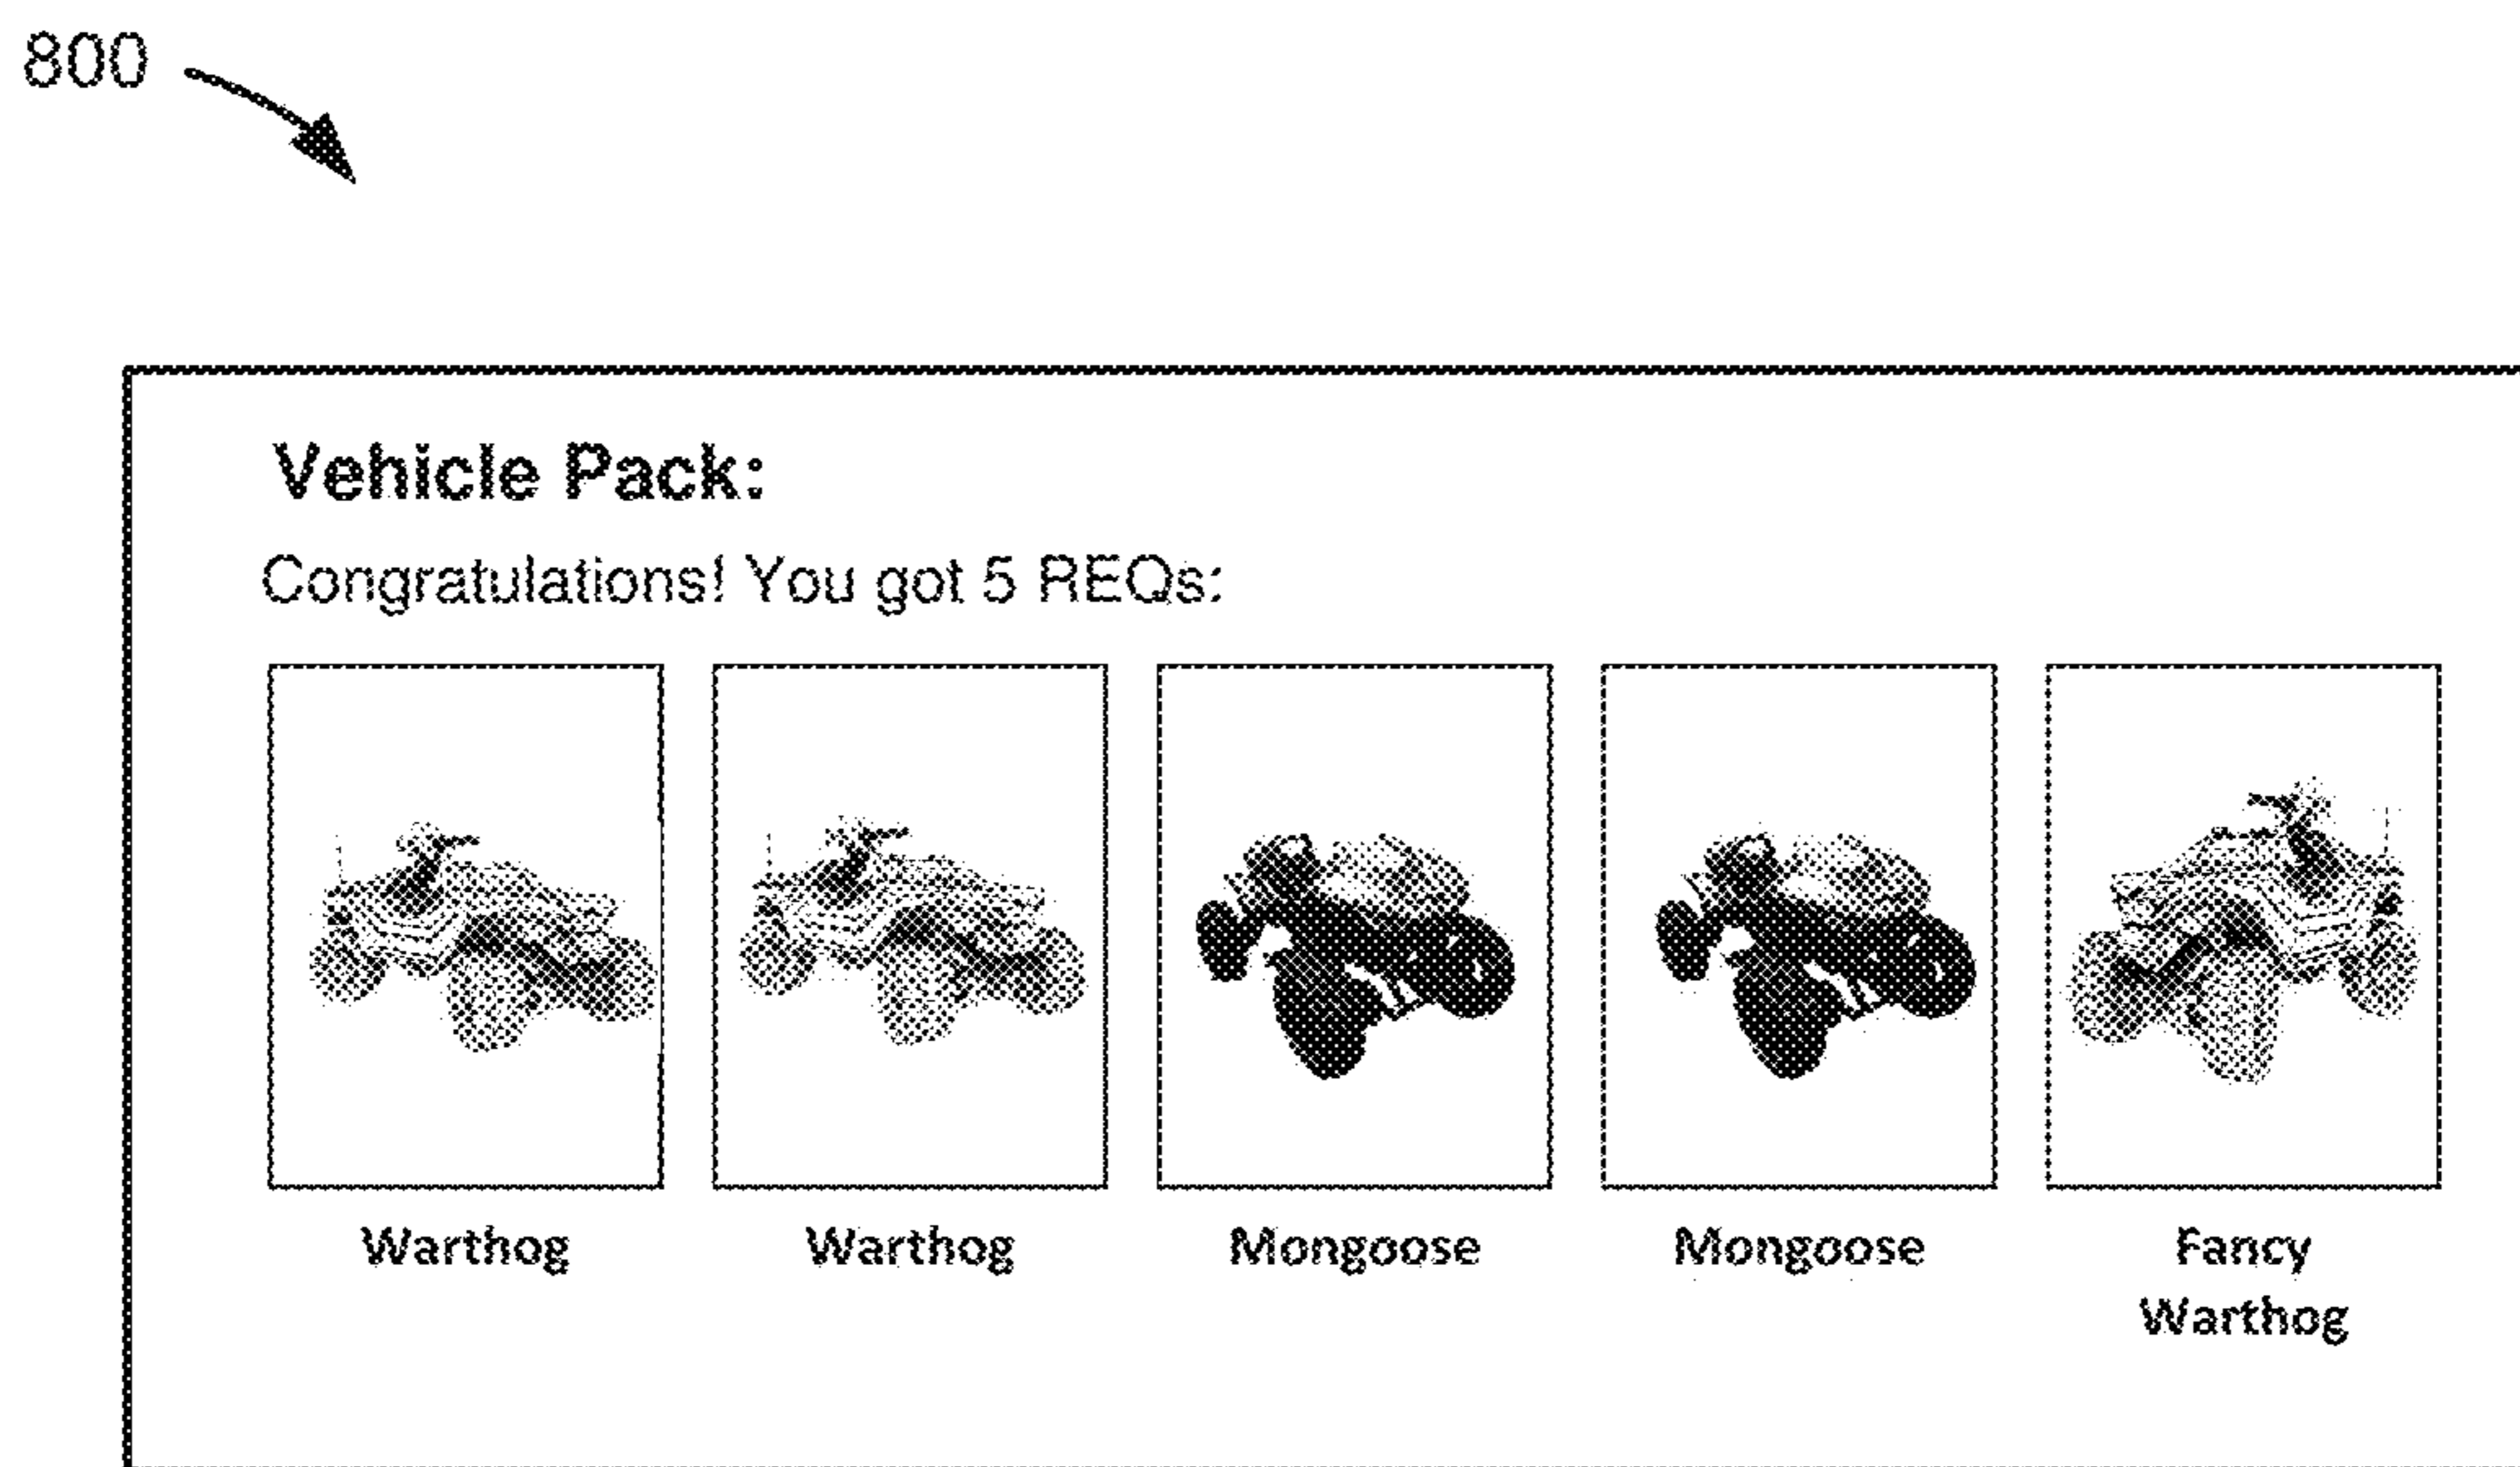 800
Vehicle Pack:
Congratulations! You got 5 REQs:
Warthog Warthog Mongoose Mongoose Fancy
Warthog